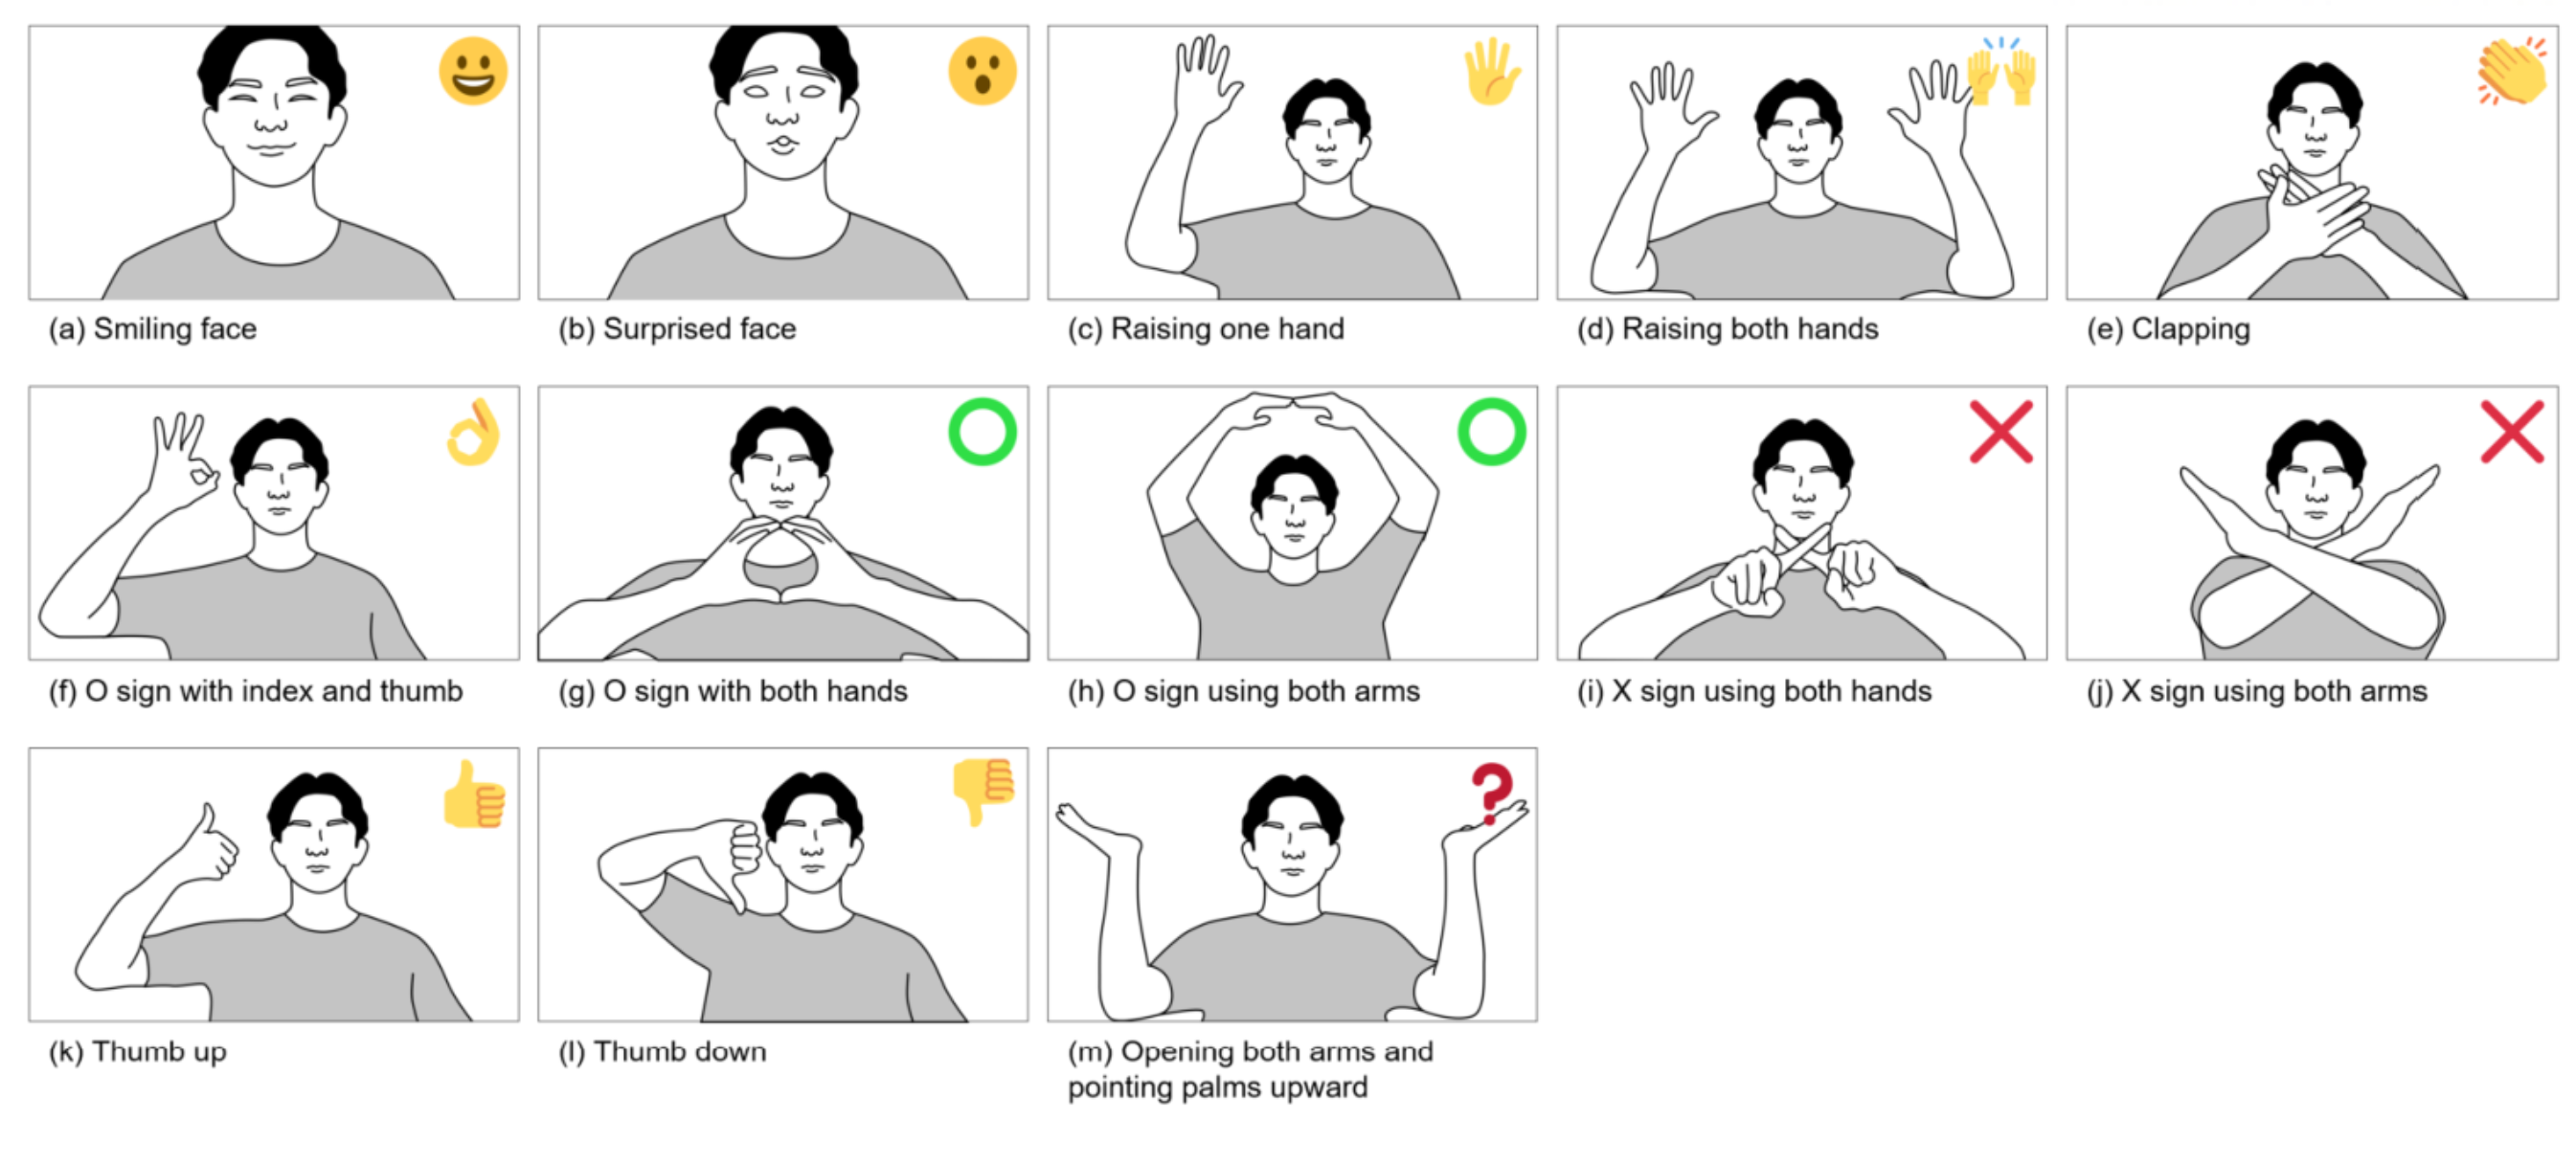 (a) Smiling face
(b) Surprised face
(c) Raising one hand
(d) Raising both hands
(e) Clapping
(f) O sign with index and thumb
(g) O sign with both hands
(h) O sign using both arms
(i) X sign using both hands
(j) X sign using both arms
(k) Thumb up
(l) Thumb down
(m) Opening both arms and
pointing palms upward